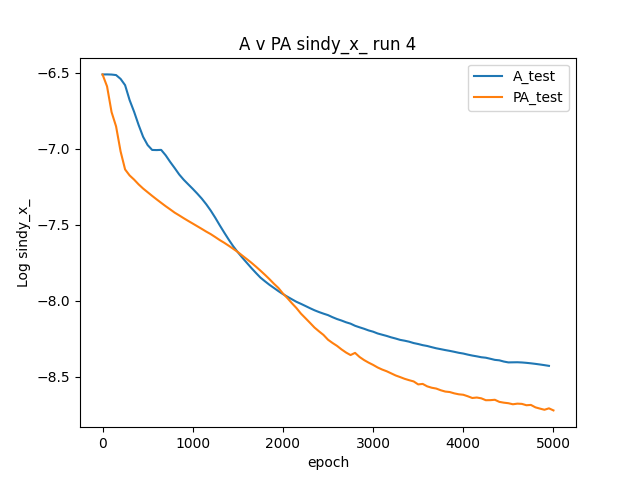 A v PA sindy_x_ run 4
A_test
PA_test
Log sindy_x_
−6.5
−7.0
−7.5
−8.0
−8.5
0
1000
2000
3000
4000
5000
epoch